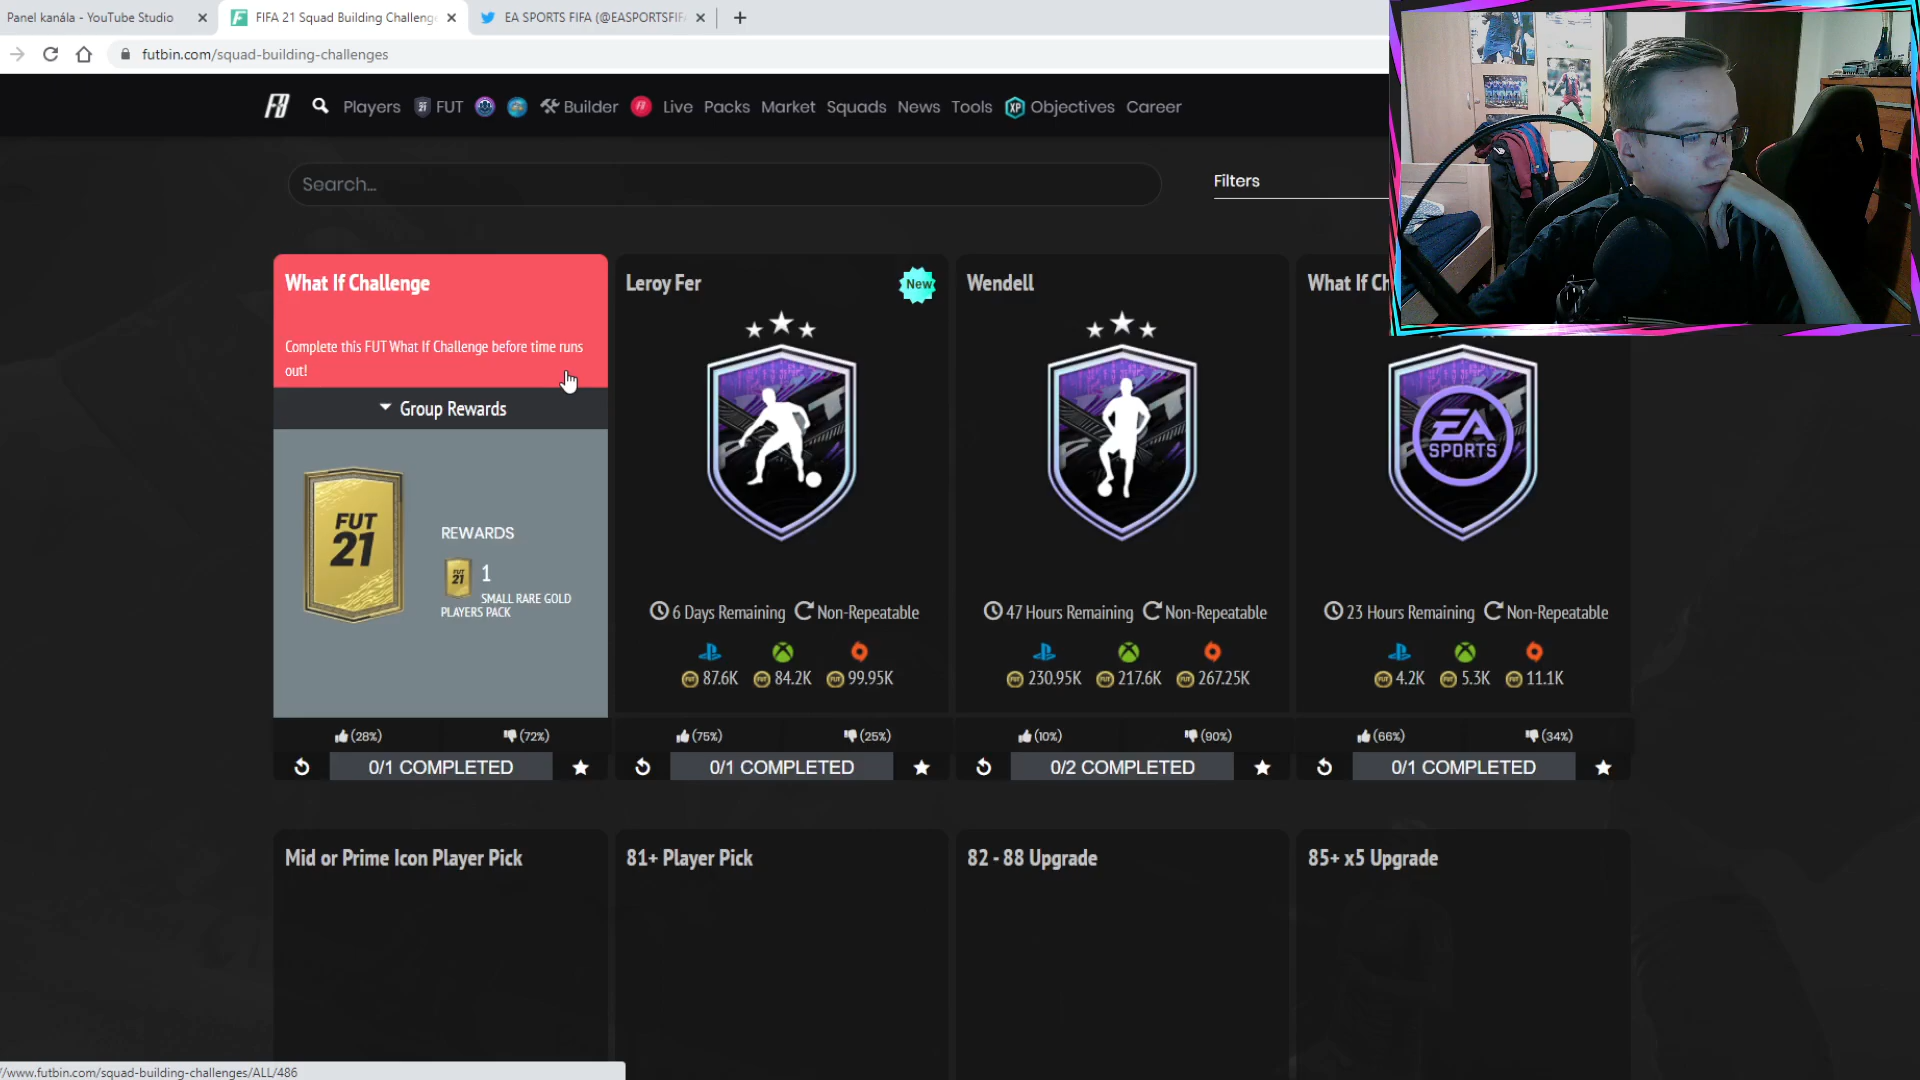 Panel kanála - YouTube Studio
FIFA 21 Squad Building Challenge
EA SPORTS FIFA (@EASPORTSFIF
futbin.com/squad-building-challenges
FB
Players FUT Builder Live Packs Market Squads News Tools XP Objectives Career
Search...
Filters
What If Challenge
Complete this FUT What If Challenge before time runs
out!
Group Rewards
FUT
21
REWARDS
FUT
21
1
SMALL RARE GOLD
PLAYERS PACK
(28%) (72%)
0/1 COMPLETED
Leroy Fer
New
6 Days Remaining Non-Repeatable
87.6K 84.2K 99.95K
(75%) (25%)
0/1 COMPLETED
Wendell
47 Hours Remaining Non-Repeatable
230.95K 217.6K 267.25K
(10%) (90%)
0/2 COMPLETED
What If Ch
EA
SPORTS
23 Hours Remaining Non-Repeatable
4.2K 5.3K 11.1K
(66%) (34%)
0/1 COMPLETED
Mid or Prime Icon Player Pick
81+ Player Pick
82 - 88 Upgrade
85+ x5 Upgrade
/www.futbin.com/squad-building-challenges/ALL/486